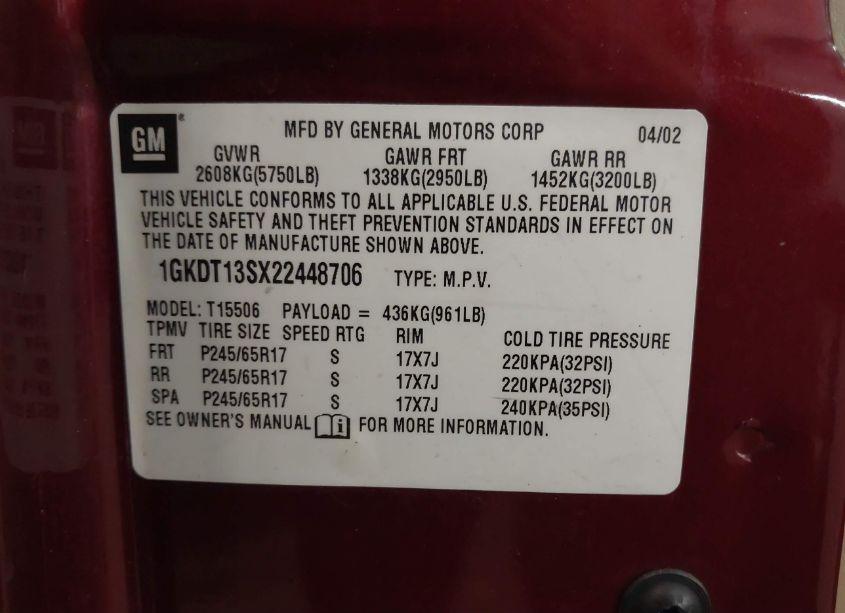 GM ®
MFD BY GENERAL MOTORS CORP 04/02
GVWR GAWR FRT GAWR RR
2608KG(5750LB) 1338KG(2950LB) 1452KG(3200LB)
THIS VEHICLE CONFORMS TO ALL APPLICABLE U.S. FEDERAL MOTOR
VEHICLE SAFETY AND THEFT PREVENTION STANDARDS IN EFFECT ON
THE DATE OF MANUFACTURE SHOWN ABOVE.
1GKDT13SX22448706 TYPE: M.P.V.
MODEL: T15506 PAYLOAD = 436KG(961LB)
TPMV TIRE SIZE SPEED RTG RIM COLD TIRE PRESSURE
FRT P245/65R17 S 17X7J 220KPA(32PSI)
RR P245/65R17 S 17X7J 220KPA(32PSI)
SPA P245/65R17 S 17X7J 240KPA(35PSI)
SEE OWNER'S MANUAL i FOR MORE INFORMATION.